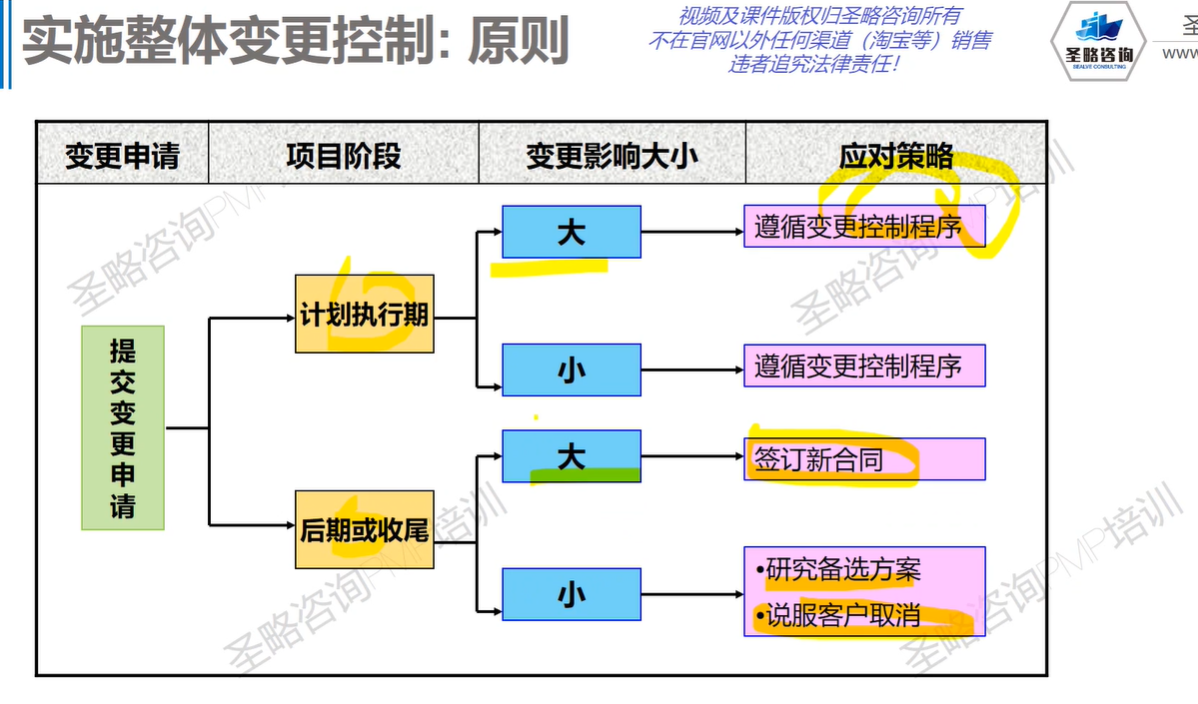 实施整体变更控制: 原则
视频及课件版权归圣略咨询所有
不在官网以外任何渠道（淘宝等）销售
违者追究法律责任!
圣略咨询
SEALVE CONSULTING
圣
www
变更申请
项目阶段
变更影响大小
应对策略
提交变更申请
计划执行期
大
遵循变更控制程序
小
遵循变更控制程序
后期或收尾
大
签订新合同
小
•研究备选方案
•说服客户取消
圣略咨询PMP培训
圣略咨询PMP培训
圣略咨询PMP培训
圣略咨询PMP培训